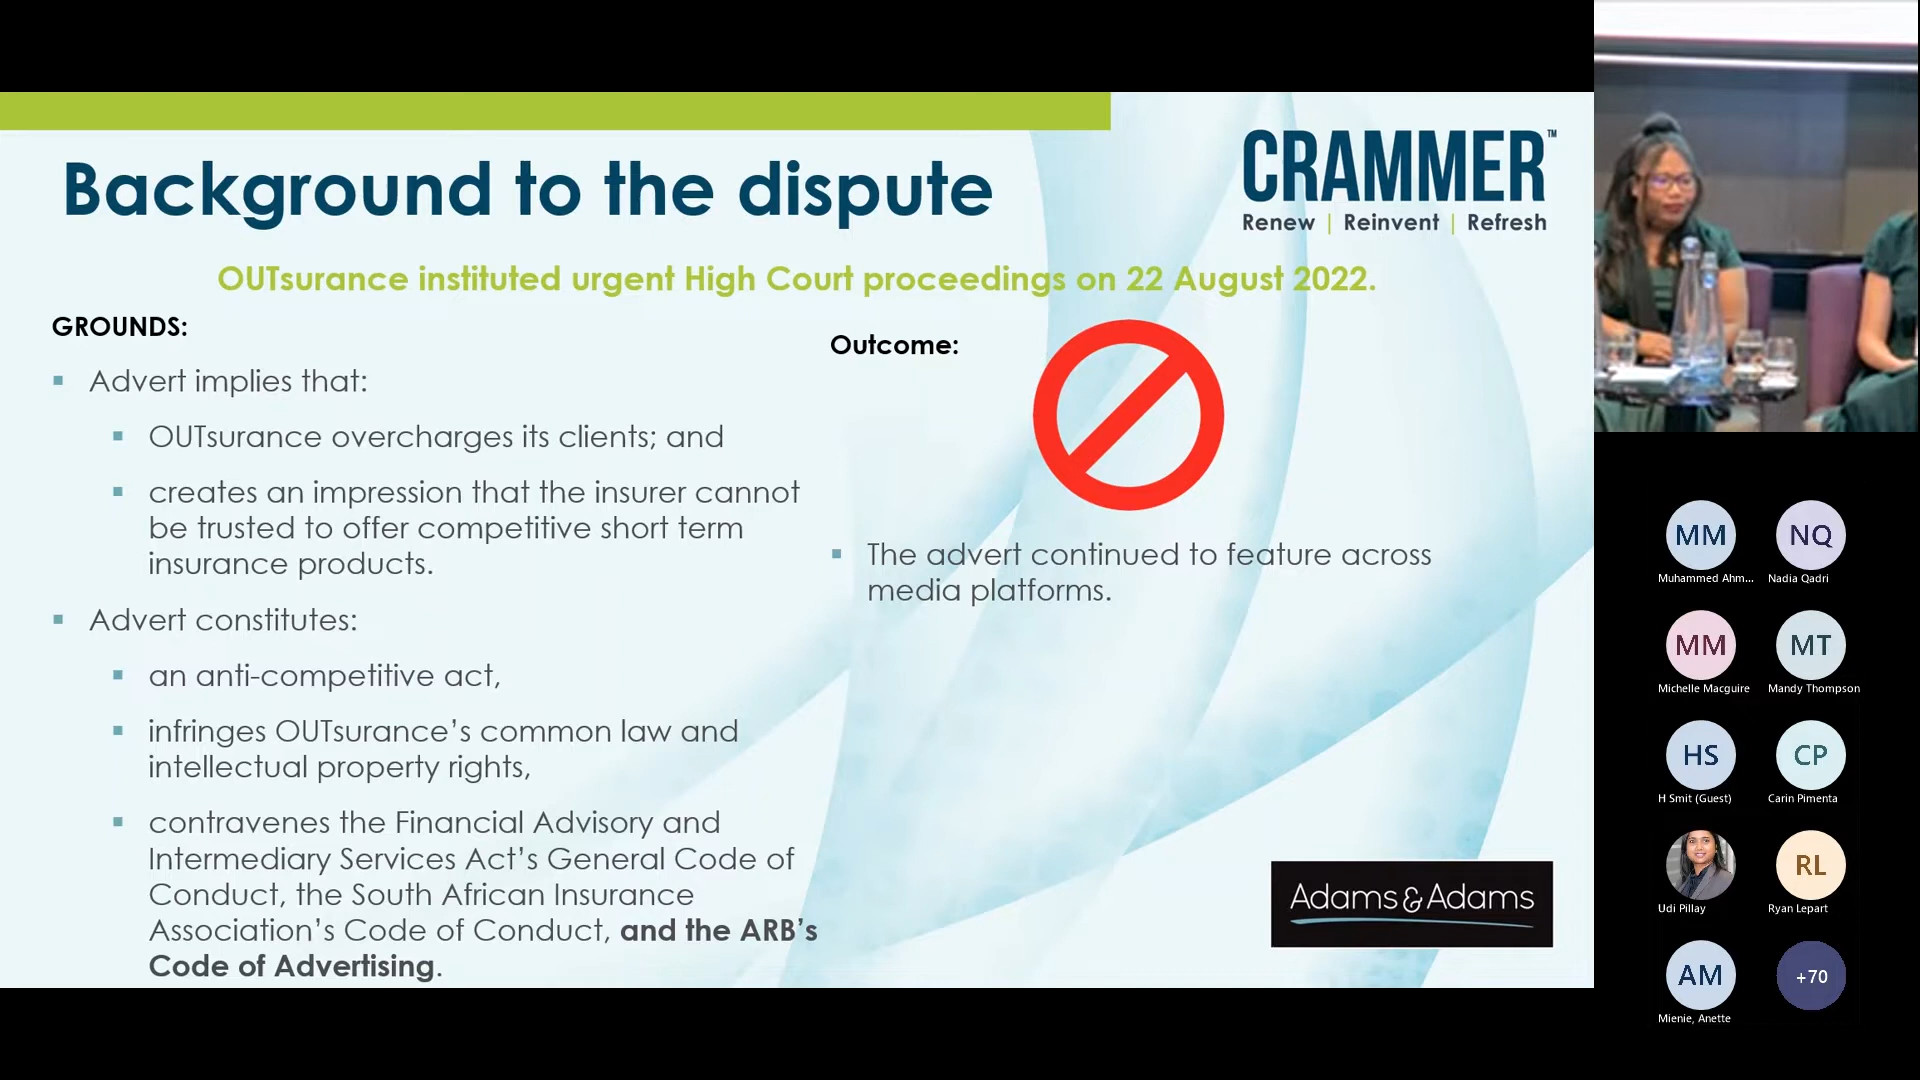 Background to the dispute
CRAMMER™
Renew | Reinvent | Refresh
OUTsurance instituted urgent High Court proceedings on 22 August 2022.
GROUNDS:
▪ Advert implies that:
▪ OUTsurance overcharges its clients; and
▪ creates an impression that the insurer cannot
be trusted to offer competitive short term
insurance products.
▪ Advert constitutes:
▪ an anti-competitive act,
▪ infringes OUTsurance’s common law and
intellectual property rights,
▪ contravenes the Financial Advisory and
Intermediary Services Act’s General Code of
Conduct, the South African Insurance
Association’s Code of Conduct, and the ARB’s
Code of Advertising.
Outcome:
▪ The advert continued to feature across
media platforms.
Adams&Adams
MM
Muhammed Ahm...
NQ
Nadia Qadri
MM
Michelle Macguire
MT
Mandy Thompson
HS
H Smit (Guest)
CP
Carin Pimenta
Udi Pillay
RL
Ryan Lepart
AM
Mienie, Anette
+70